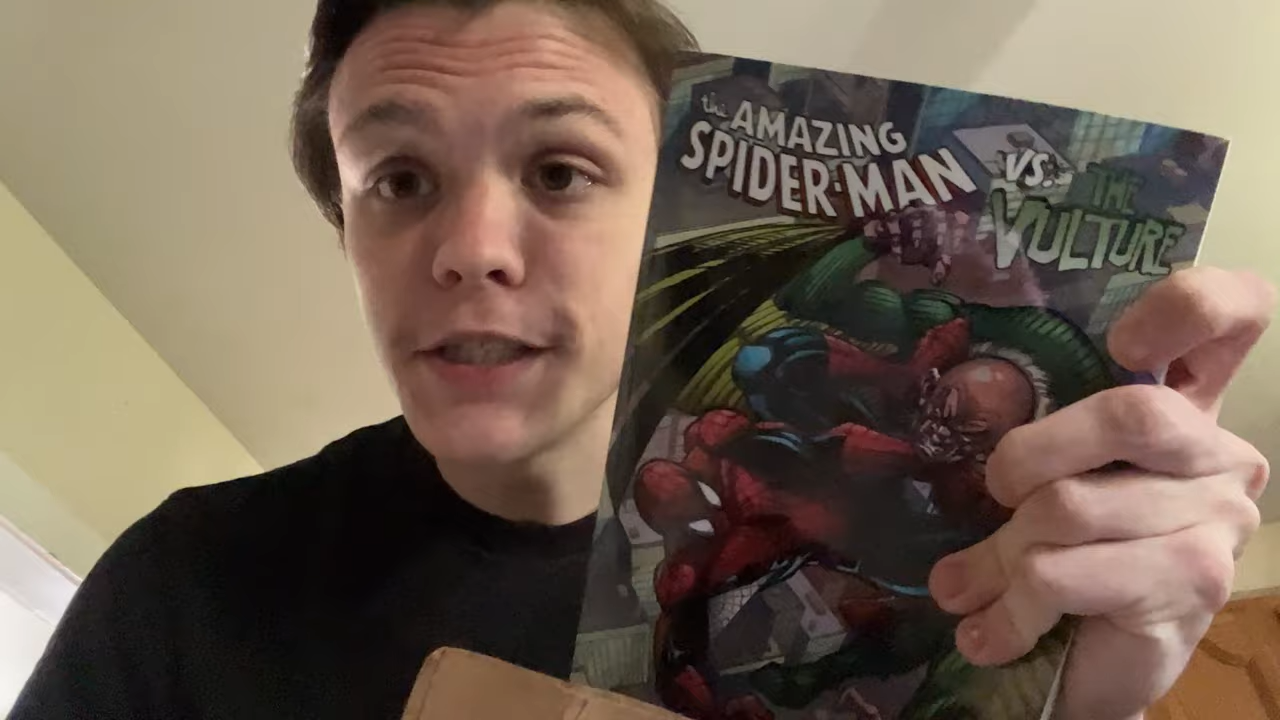 the AMAZING
SPIDER-MAN
VS.
THE
VULTURE